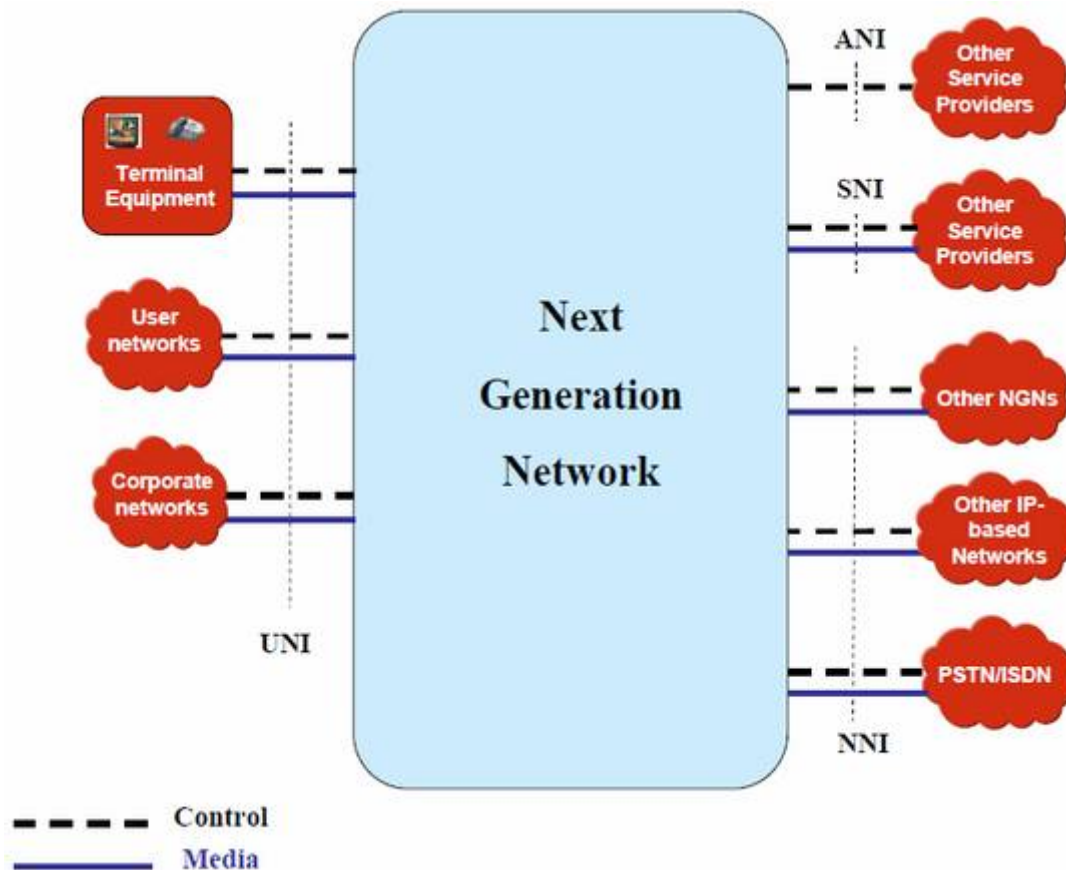 Terminal
Equipment
User
networks
Corporate
networks
UNI
Next
Generation
Network
ANI
Other
Service
Providers
SNI
Other
Service
Providers
Other NGNs
Other IP-
based
Networks
PSTN/ISDN
NNI
Control
Media